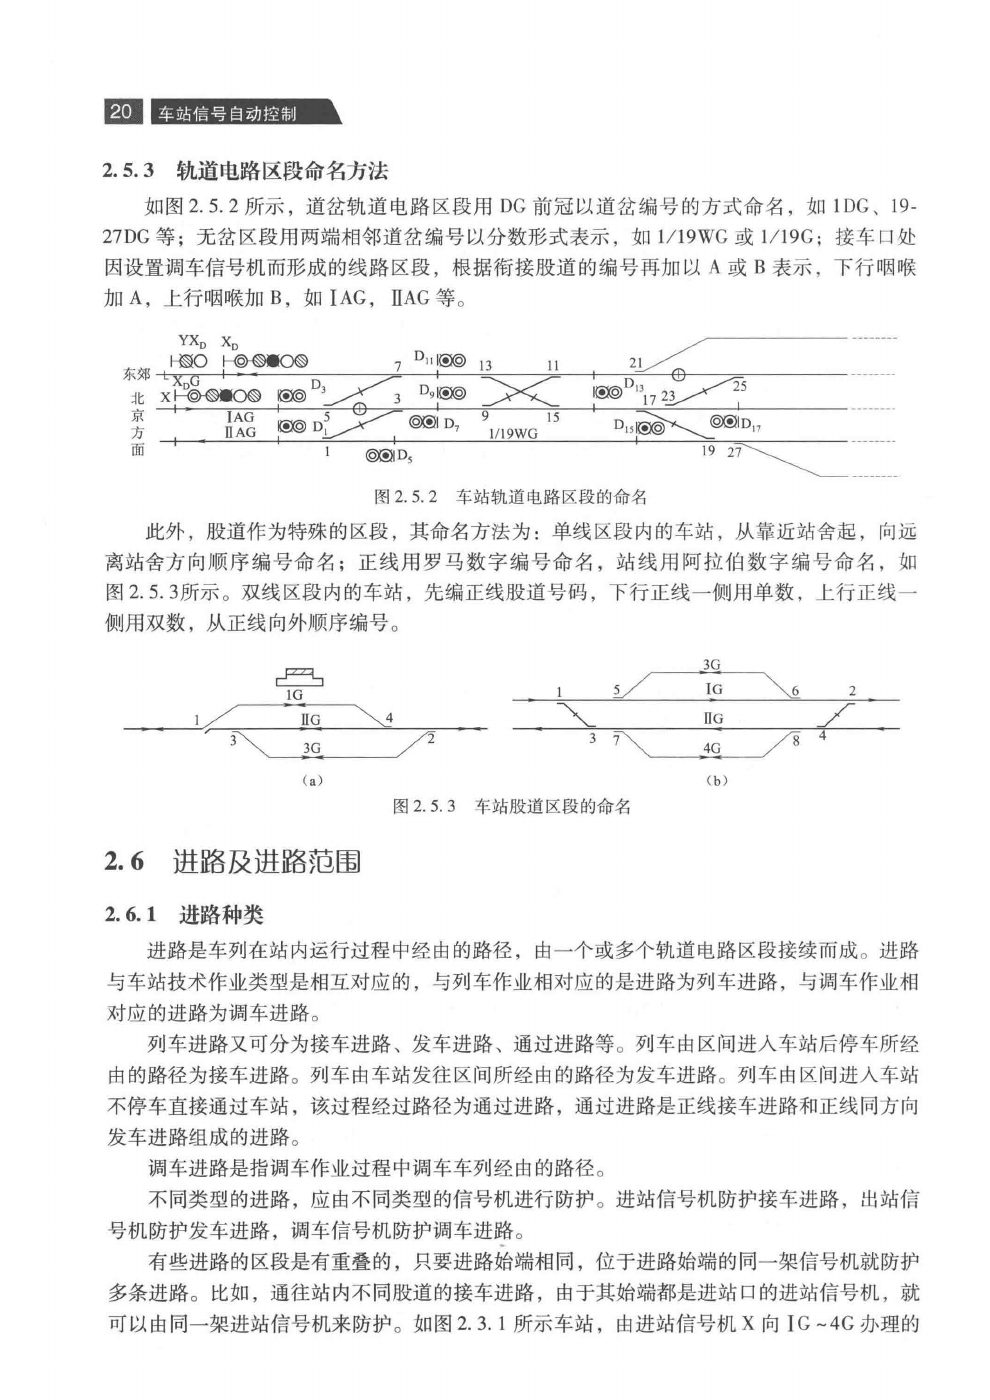 20 车站信号自动控制
2.5.3 轨道电路区段命名方法
如图2.5.2所示，道岔轨道电路区段用DG前冠以道岔编号的方式命名，如1DG、19-
27DG等；无岔区段用两端相邻道岔编号以分数形式表示，如1/19WG或1/19G；接车口处
因设置调车信号机而形成的线路区段，根据衔接股道的编号再加以A或B表示，下行咽喉
加A，上行咽喉加B，如ⅠAG，ⅡAG等。
YXD XD
D11 13 11 21
7
东郊
XDG
D3 D9 D13 25
北 X 3 17 23
京 ⅠAG 5 D7 9 15 D15 D17
方 ⅡAG D1 1/19WG
面 1 D5 19 27
图2.5.2 车站轨道电路区段的命名
此外，股道作为特殊的区段，其命名方法为：单线区段内的车站，从靠近站舍起，向远
离站舍方向顺序编号命名；正线用罗马数字编号命名，站线用阿拉伯数字编号命名，如
图2.5.3所示。双线区段内的车站，先编正线股道号码，下行正线一侧用单数，上行正线一
侧用双数，从正线向外顺序编号。
3G
1G 1 5 ⅠG 6 2
1 ⅡG 4 ⅡG
3 3G 2 3 7 4G 8 4
（a） （b）
图2.5.3 车站股道区段的命名
2.6 进路及进路范围
2.6.1 进路种类
进路是车列在站内运行过程中经由的路径，由一个或多个轨道电路区段接续而成。进路
与车站技术作业类型是相互对应的，与列车作业相对应的是进路为列车进路，与调车作业相
对应的进路为调车进路。
列车进路又可分为接车进路、发车进路、通过进路等。列车由区间进入车站后停车所经
由的路径为接车进路。列车由车站发往区间所经由的路径为发车进路。列车由区间进入车站
不停车直接通过车站，该过程经过路径为通过进路，通过进路是正线接车进路和正线同方向
发车进路组成的进路。
调车进路是指调车作业过程中调车车列经由的路径。
不同类型的进路，应由不同类型的信号机进行防护。进站信号机防护接车进路，出站信
号机防护发车进路，调车信号机防护调车进路。
有些进路的区段是有重叠的，只要进路始端相同，位于进路始端的同一架信号机就防护
多条进路。比如，通往站内不同股道的接车进路，由于其始端都是进站口的进站信号机，就
可以由同一架进站信号机来防护。如图2.3.1所示车站，由进站信号机X向ⅠG~4G办理的